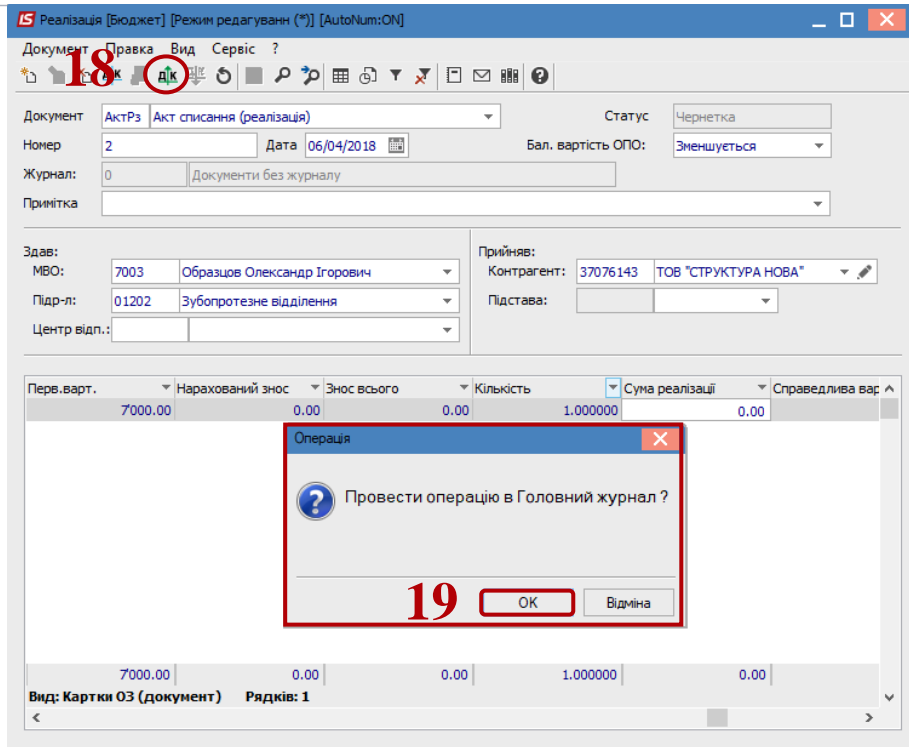 Реалізація [Бюджет] [Режим редагуванн (*)] [AutoNum:ON]
Документ Правка Вид Сервіс ?
18
Документ АктРз Акт списання (реалізація) Статус Чернетка
Номер 2 Дата 06/04/2018 Бал. вартість ОПО: Зменшується
Журнал: 0 Документи без журналу
Примітка
Здав: Прийняв:
МВО: 7003 Образцов Олександр Ігорович Контрагент: 37076143 ТОВ "СТРУКТУРА НОВА"
Підр-л: 01202 Зубопротезне відділення Підстава:
Центр відп.:
Перв.варт. Нарахований знос Знос всього Кількість Сума реалізації Справедлива вар
7'000.00 0.00 0.00 1.000000 0.00
Операція
Провести операцію в Головний журнал ?
19 OK Відміна
7'000.00 0.00 0.00 1.000000 0.00
Вид: Картки ОЗ (документ) Рядків: 1